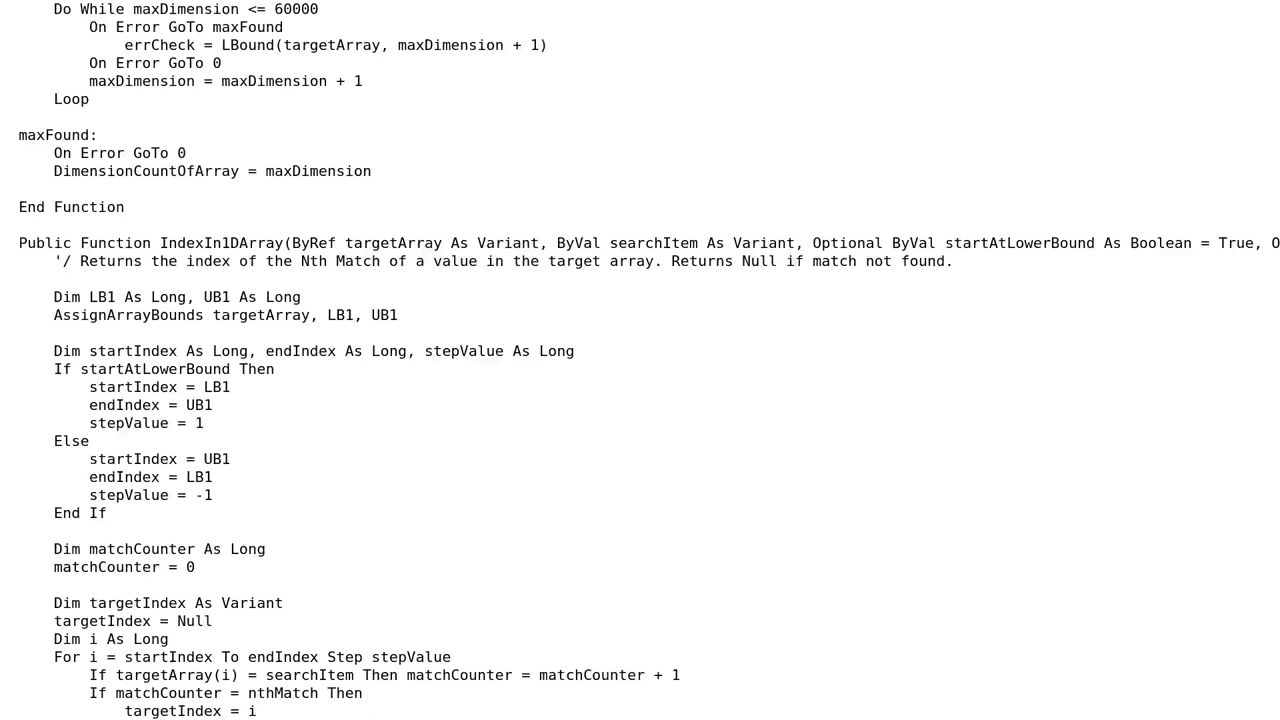 Do While maxDimension <= 60000
On Error GoTo maxFound
errCheck = LBound(targetArray, maxDimension + 1)
On Error GoTo 0
maxDimension = maxDimension + 1
Loop
maxFound:
On Error GoTo 0
DimensionCountOfArray = maxDimension
End Function
Public Function IndexIn1DArray(ByRef targetArray As Variant, ByVal searchItem As Variant, Optional ByVal startAtLowerBound As Boolean = True, O
'/ Returns the index of the Nth Match of a value in the target array. Returns Null if match not found.
Dim LB1 As Long, UB1 As Long
AssignArrayBounds targetArray, LB1, UB1
Dim startIndex As Long, endIndex As Long, stepValue As Long
If startAtLowerBound Then
startIndex = LB1
endIndex = UB1
stepValue = 1
Else
startIndex = UB1
endIndex = LB1
stepValue = -1
End If
Dim matchCounter As Long
matchCounter = 0
Dim targetIndex As Variant
targetIndex = Null
Dim i As Long
For i = startIndex To endIndex Step stepValue
If targetArray(i) = searchItem Then matchCounter = matchCounter + 1
If matchCounter = nthMatch Then
targetIndex = i